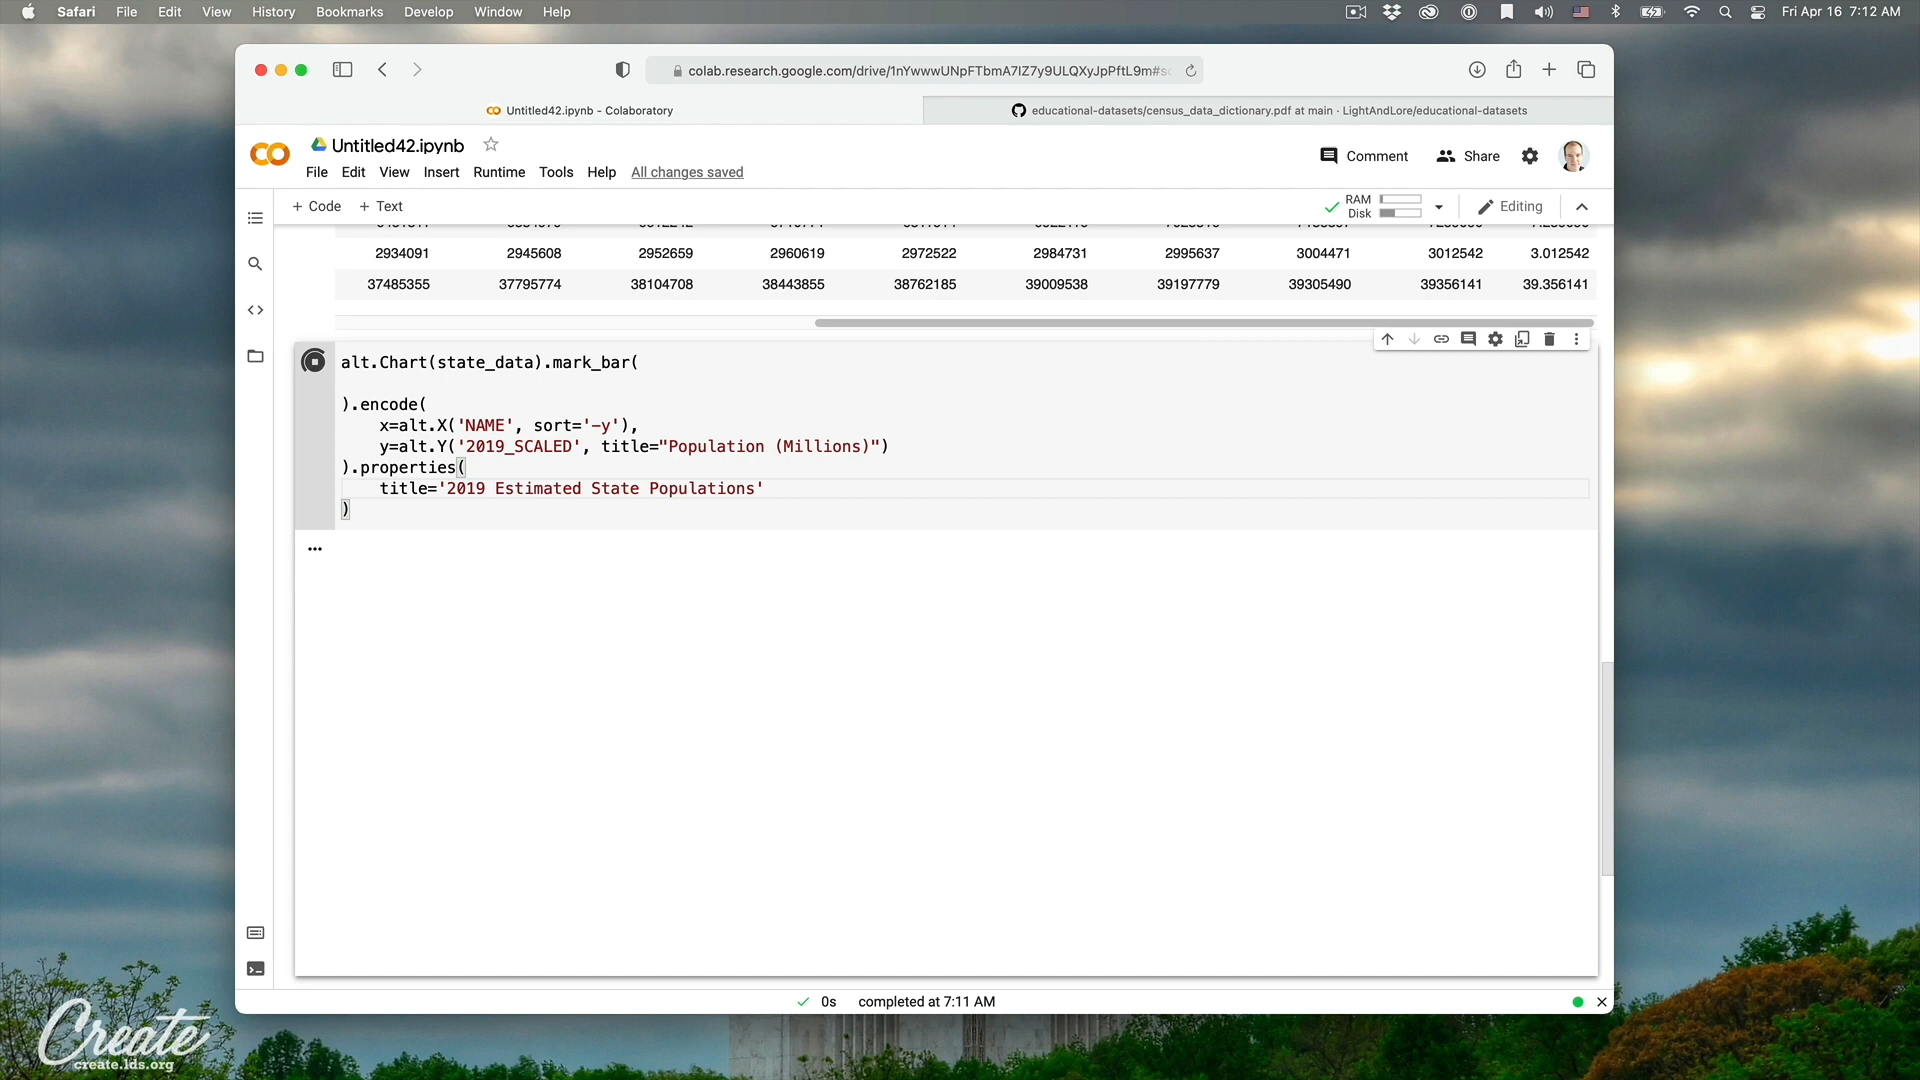 Safari File Edit View History Bookmarks Develop Window Help Fri Apr 16 7:12 AM
colab.research.google.com/drive/1nYwwwUNpFTbmA7IZ7y9ULQXyJpPftL9m#sc
Untitled42.ipynb - Colaboratory
educational-datasets/census_data_dictionary.pdf at main · LightAndLore/educational-datasets
Untitled42.ipynb
Comment Share
File Edit View Insert Runtime Tools Help All changes saved
+ Code + Text
RAM
Disk
Editing
2934091 2945608 2952659 2960619 2972522 2984731 2995637 3004471 3012542 3.012542
37485355 37795774 38104708 38443855 38762185 39009538 39197779 39305490 39356141 39.356141
alt.Chart(state_data).mark_bar(
).encode(
x=alt.X('NAME', sort='-y'),
y=alt.Y('2019_SCALED', title="Population (Millions)")
).properties(
title='2019 Estimated State Populations'
)
0s completed at 7:11 AM
Create
create.lds.org